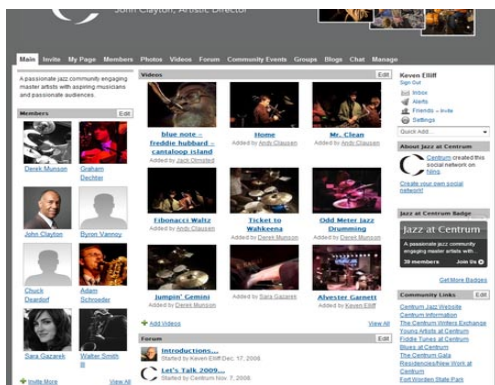 John Clayton, Artistic Director
Main Invite My Page Members Photos Videos Forum Community Events Groups Blogs Chat Manage
A passionate jazz community engaging
master artists with aspiring musicians
and passionate audiences.
Members Edit
Derek Munson
Graham
Dechter
John Clayton
Byron Vannoy
Chuck
Deardorf
Adam
Schroeder
Sara Gazarek
Walter Smith
III
Invite More View All
Videos Edit
blue note –
freddie hubbard –
cantaloop island
Added by Jack Olmsted
Home
Added by Andy Clausen
Mr. Clean
Added by Andy Clausen
Fibonacci Waltz
Added by Andy Clausen
Ticket to
Wahkeena
Added by Derek Munson
Odd Meter Jazz
Drumming
Added by Derek Munson
Jumpin' Gemini
Added by Derek Munson
Added by Sara Gazarek
Alvester Garnett
Added by Keven Elliff
Add Videos View All
Forum Edit
Introductions...
Started by Keven Elliff Dec 17, 2008.
Let's Talk 2009...
Started by Centrum Nov 7, 2008.
Keven Elliff
Sign Out
Inbox
Alerts
Friends – Invite
Settings
Quick Add...
About Jazz at Centrum
Centrum created this
social network on
Ning.
Create your own social
network!
Jazz at Centrum Badge
Jazz at Centrum
A passionate jazz community
engaging master artists with...
39 members Join Us
Get More Badges
Community Links Edit
Centrum Jazz Website
Centrum Information
The Centrum Writers Exchange
Young Artists at Centrum
Fiddle Tunes at Centrum
Blues at Centrum
The Centrum Gala
Residencies/New Work at
Centrum
Fort Worden State Park